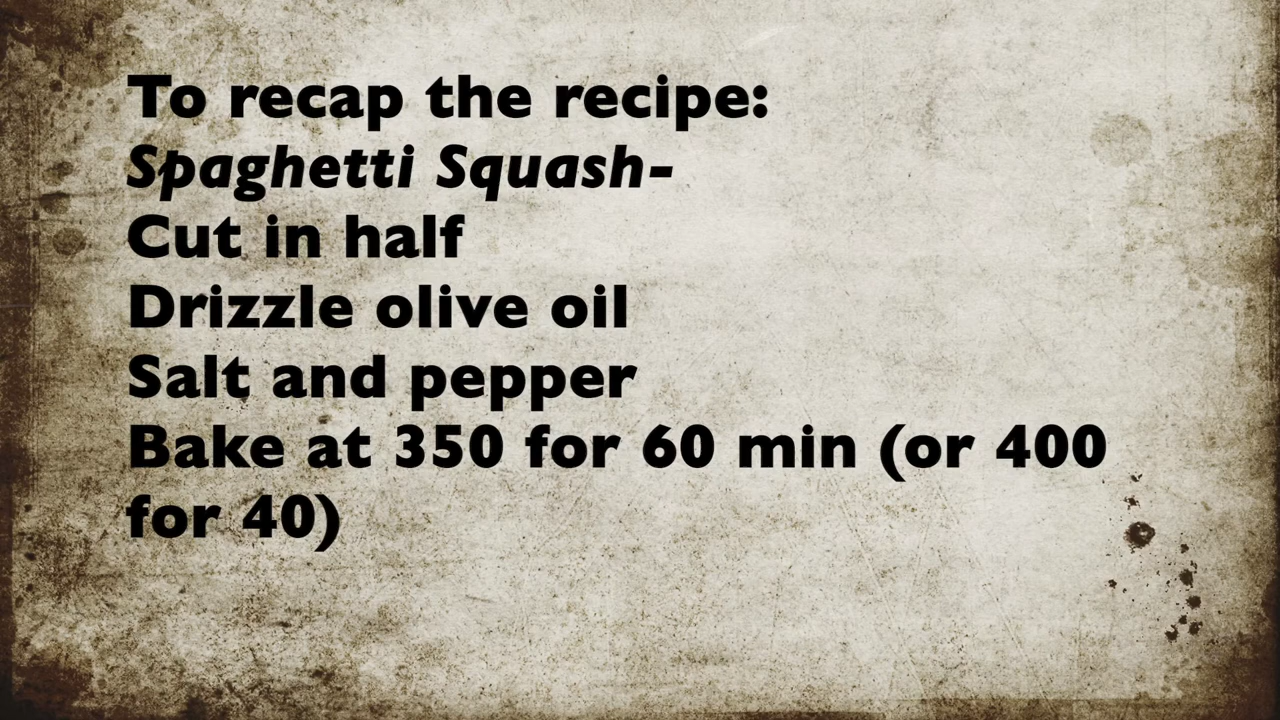 To recap the recipe:
Spaghetti Squash-
Cut in half
Drizzle olive oil
Salt and pepper
Bake at 350 for 60 min (or 400
for 40)